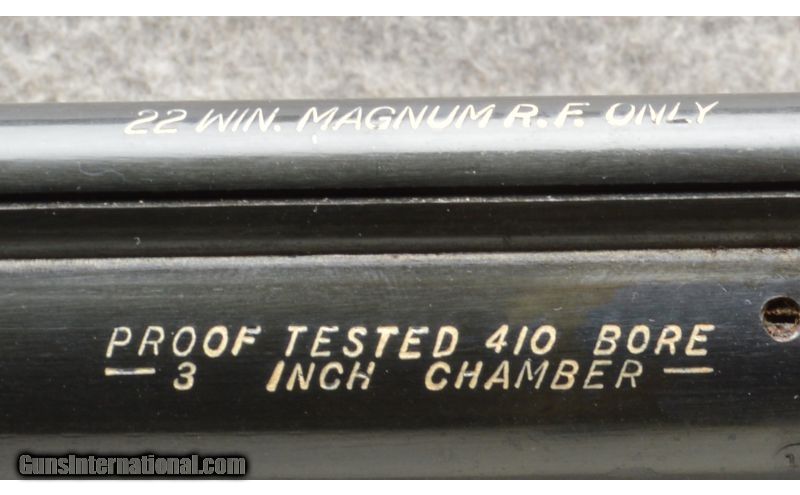 22 WIN. MAGNUM R.F. ONLY
PROOF TESTED 410 BORE
— 3 INCH CHAMBER —
GunsInternational.com